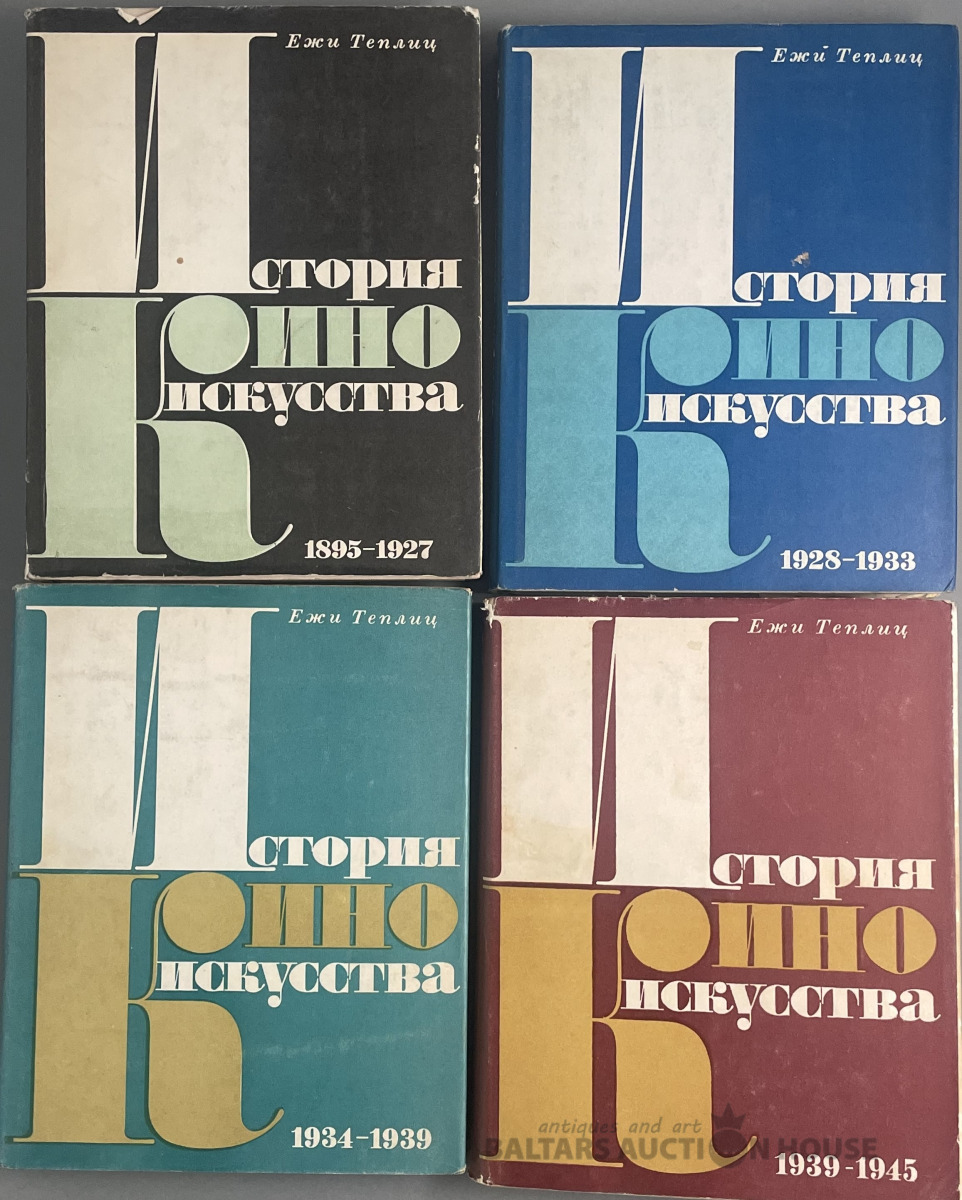 Ежи Теплиц
История
Кино
искусства
1895-1927
Ежи Теплиц
История
Кино
искусства
1928-1933
Ежи Теплиц
История
Кино
искусства
1934-1939
Ежи Теплиц
История
Кино
искусства
1939-1945
antiques and art
BALTARS AUCTION HOUSE